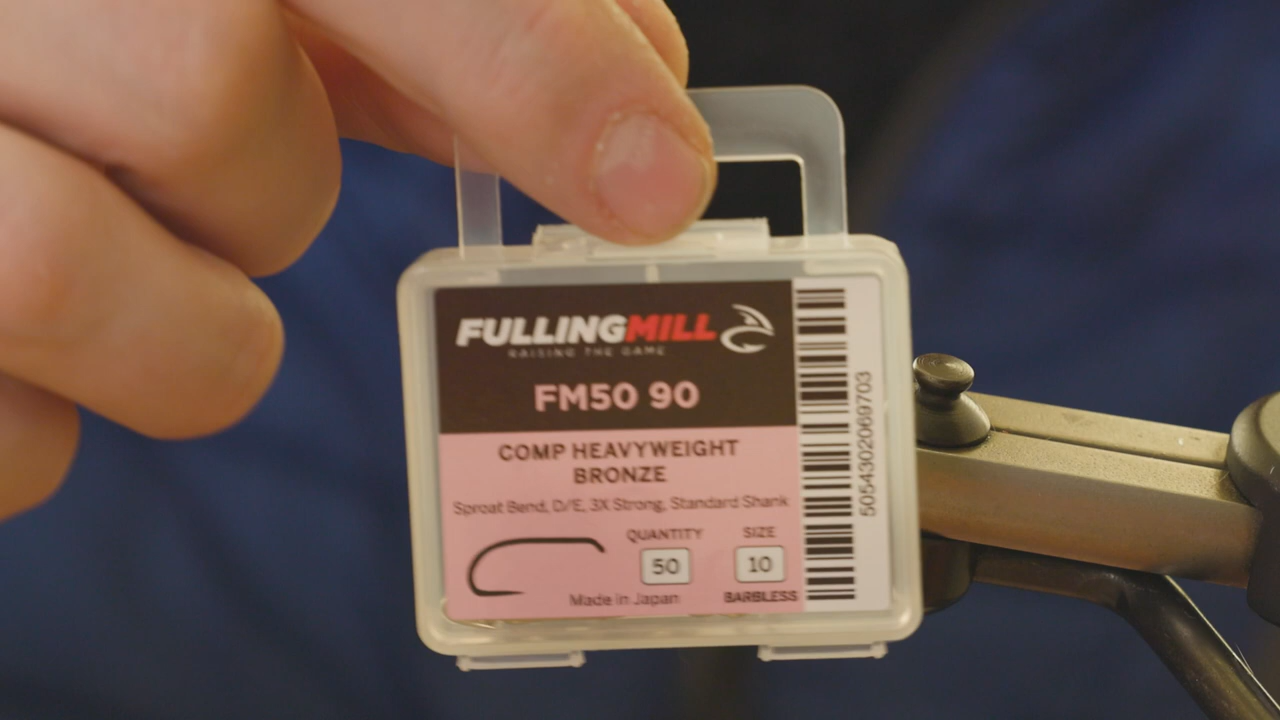 FULLINGMILL
RAISING THE GAME
FM50 90
COMP HEAVYWEIGHT
BRONZE
Sproat Bend, D/E, 3X Strong, Standard Shank
QUANTITY SIZE
50 10
Made in Japan BARBLESS
5054302069703